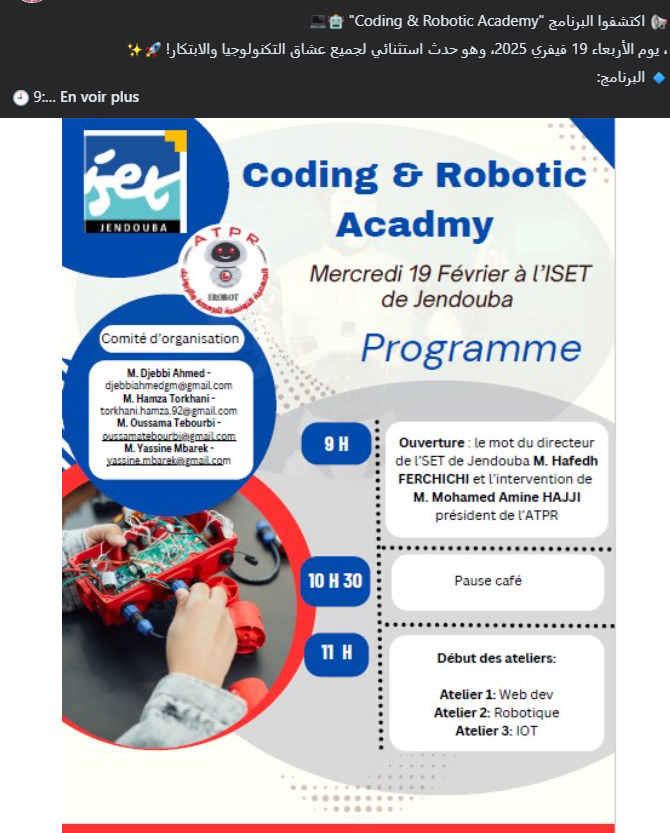 اكتشفوا البرنامج "Coding & Robotic Academy"
، يوم الأربعاء 19 فيفري 2025، وهو حدث استثنائي لجميع عشاق التكنولوجيا والابتكار!
البرنامج:
9:... En voir plus
iset
JENDOUBA
Coding & Robotic
Acadmy
ATPR
IROBOT
Mercredi 19 Février à l'ISET
de Jendouba
Programme
Comité d'organisation
M. Djebbi Ahmed -
djebbiahmedgm@gmail.com
M. Hamza Torkhani -
torkhani.hamza.92@gmail.com
M. Oussama Tebourbi -
oussamatebourbi@gmail.com
M. Yassine Mbarek -
yassine.mbarek@gmail.com
9 H
Ouverture : le mot du directeur
de l'SET de Jendouba M. Hafedh
FERCHICHI et l'intervention de
M. Mohamed Amine HAJJI
président de l'ATPR
10 H 30
Pause café
11 H
Début des ateliers:
Atelier 1: Web dev
Atelier 2: Robotique
Atelier 3: IOT